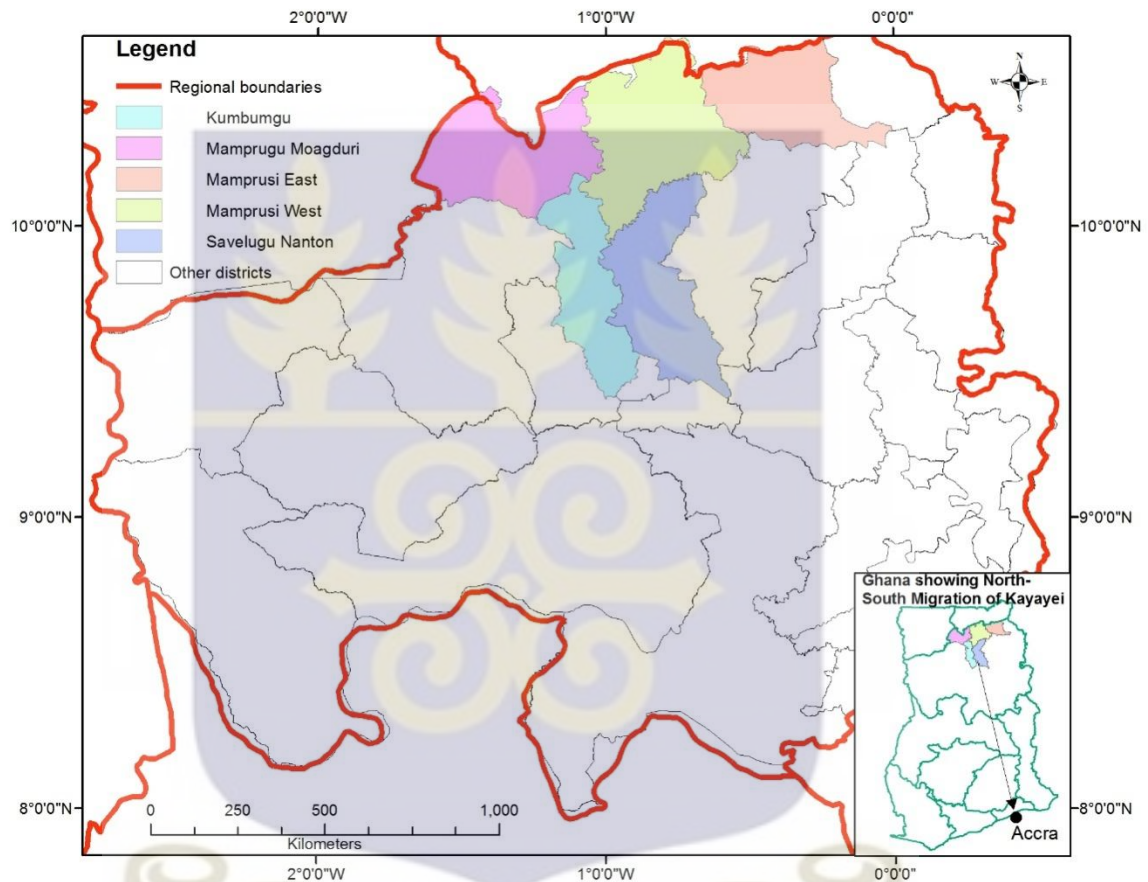 2°0'0"W
1°0'0"W
0°0'0"
Legend
Regional boundaries
Kumbumgu
Mamprugu Moagduri
Mamprusi East
Mamprusi West
Savelugu Nanton
Other districts
N
W E
S
10°0'0"N
10°0'0"N
9°0'0"N
9°0'0"N
8°0'0"N
8°0'0"N
Ghana showing North-
South Migration of Kayayei
Accra
0 250 500 1,000
Kilometers
2°0'0"W
1°0'0"W
0°0'0"